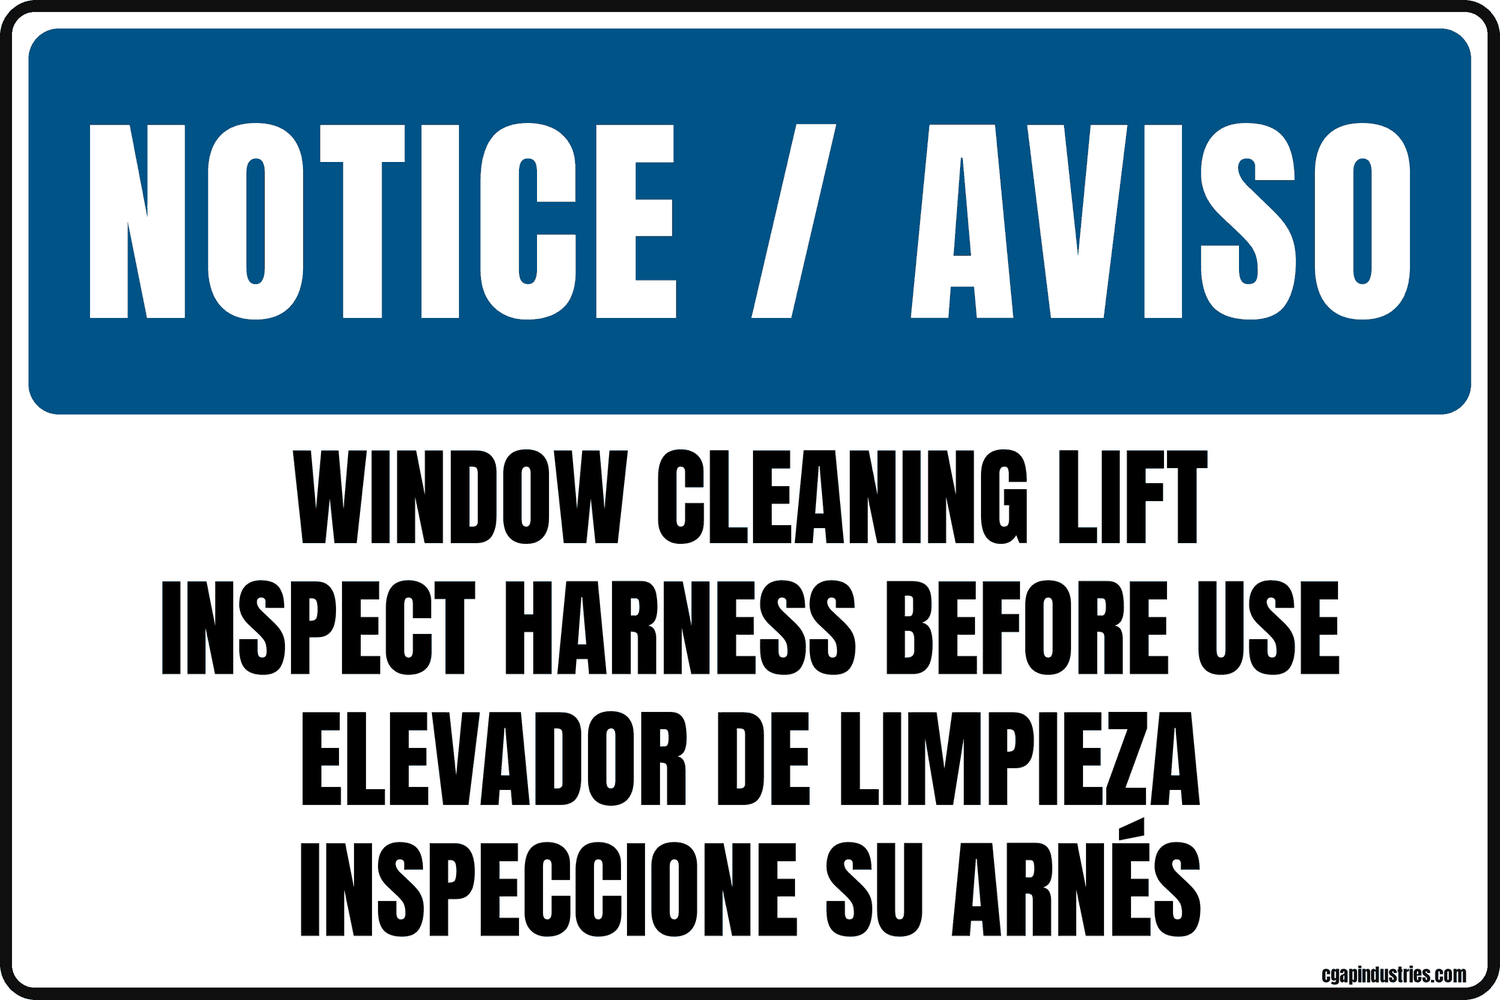 NOTICE / AVISO
WINDOW CLEANING LIFT
INSPECT HARNESS BEFORE USE
ELEVADOR DE LIMPIEZA
INSPECCIONE SU ARNÉS
cgapindustries.com